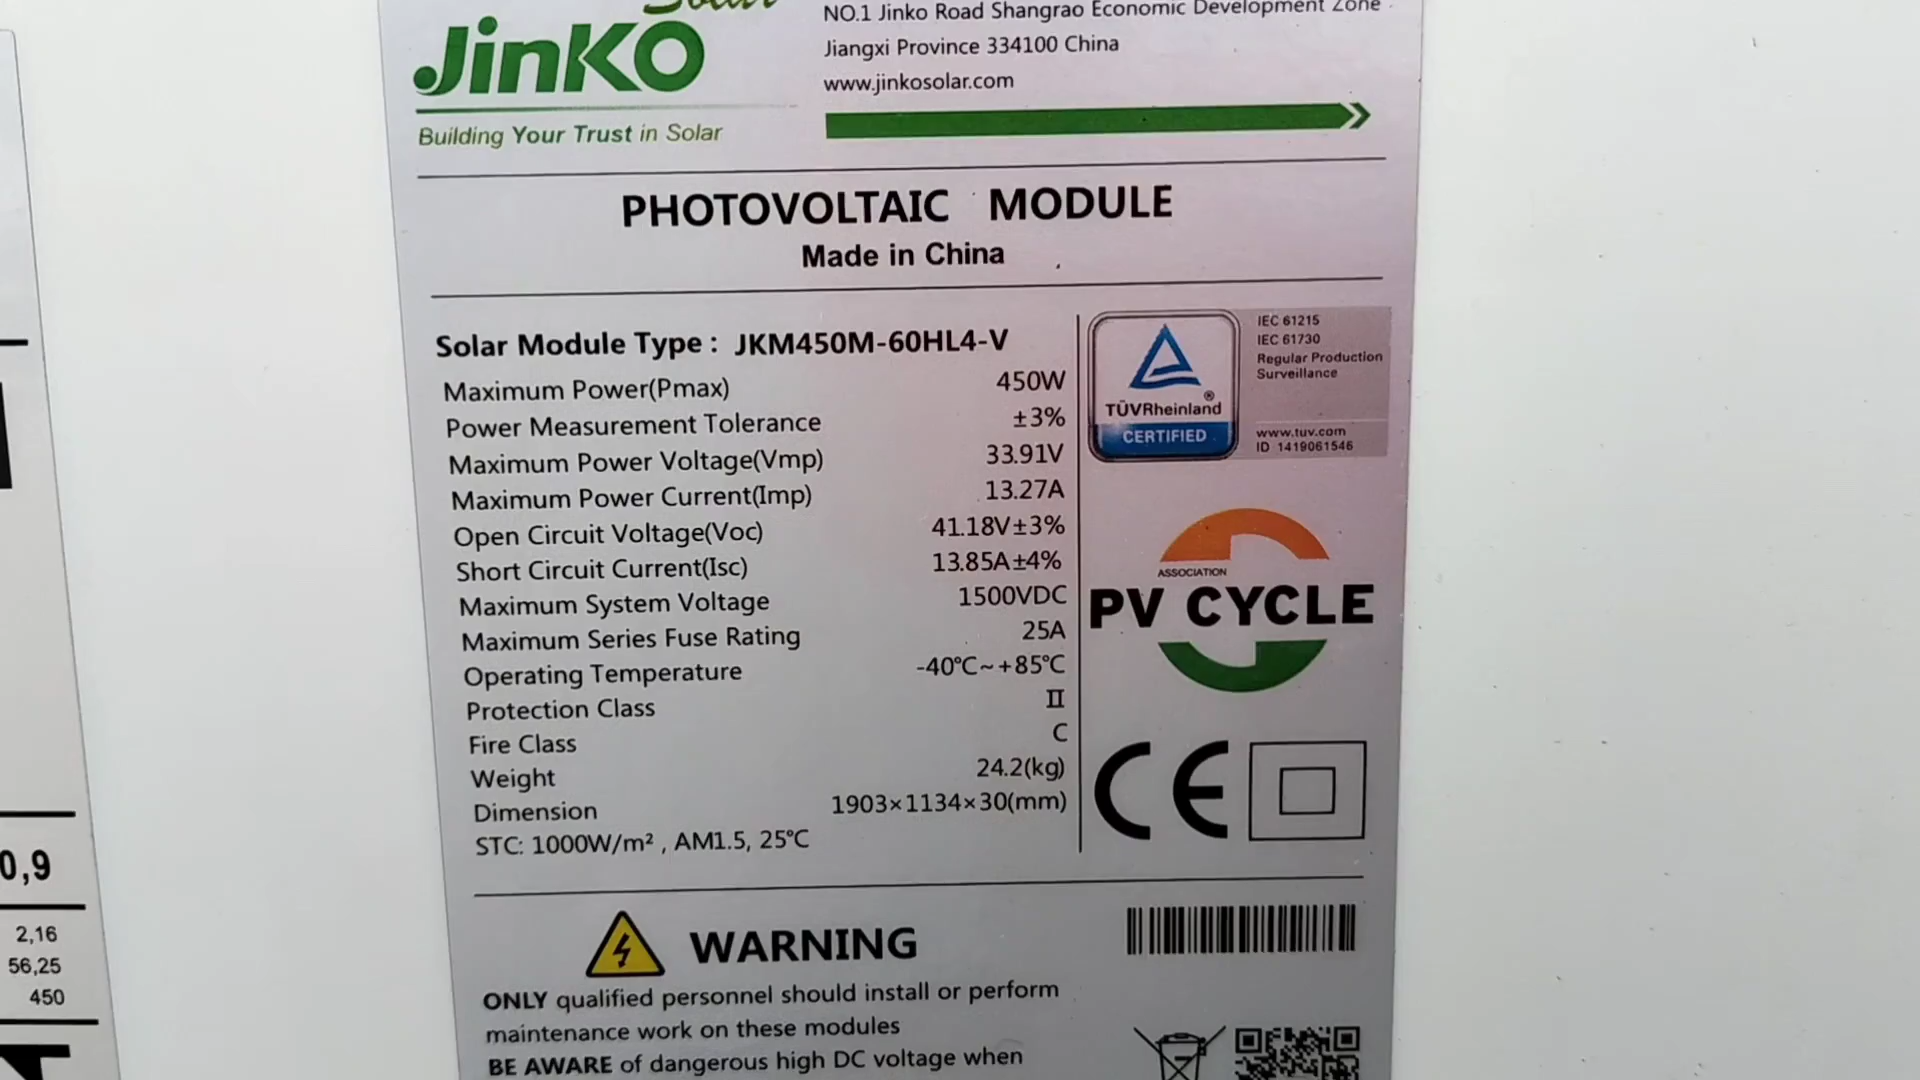 Solar
JinKO
Building Your Trust in Solar
NO.1 Jinko Road Shangrao Economic Development Zone
Jiangxi Province 334100 China
www.jinkosolar.com
PHOTOVOLTAIC MODULE
Made in China
Solar Module Type : JKM450M-60HL4-V
Maximum Power(Pmax) 450W
Power Measurement Tolerance ±3%
Maximum Power Voltage(Vmp) 33.91V
Maximum Power Current(Imp) 13.27A
Open Circuit Voltage(Voc) 41.18V±3%
Short Circuit Current(Isc) 13.85A±4%
Maximum System Voltage 1500VDC
Maximum Series Fuse Rating 25A
Operating Temperature -40℃~+85℃
Protection Class II
Fire Class C
Weight 24.2(kg)
Dimension 1903×1134×30(mm)
STC: 1000W/m² , AM1.5, 25℃
TÜVRheinland ®
CERTIFIED
IEC 61215
IEC 61730
Regular Production
Surveillance
www.tuv.com
ID 1419061546
ASSOCIATION
PV CYCLE
CE
WARNING
ONLY qualified personnel should install or perform
maintenance work on these modules
BE AWARE of dangerous high DC voltage when
0,9
2,16
56,25
450